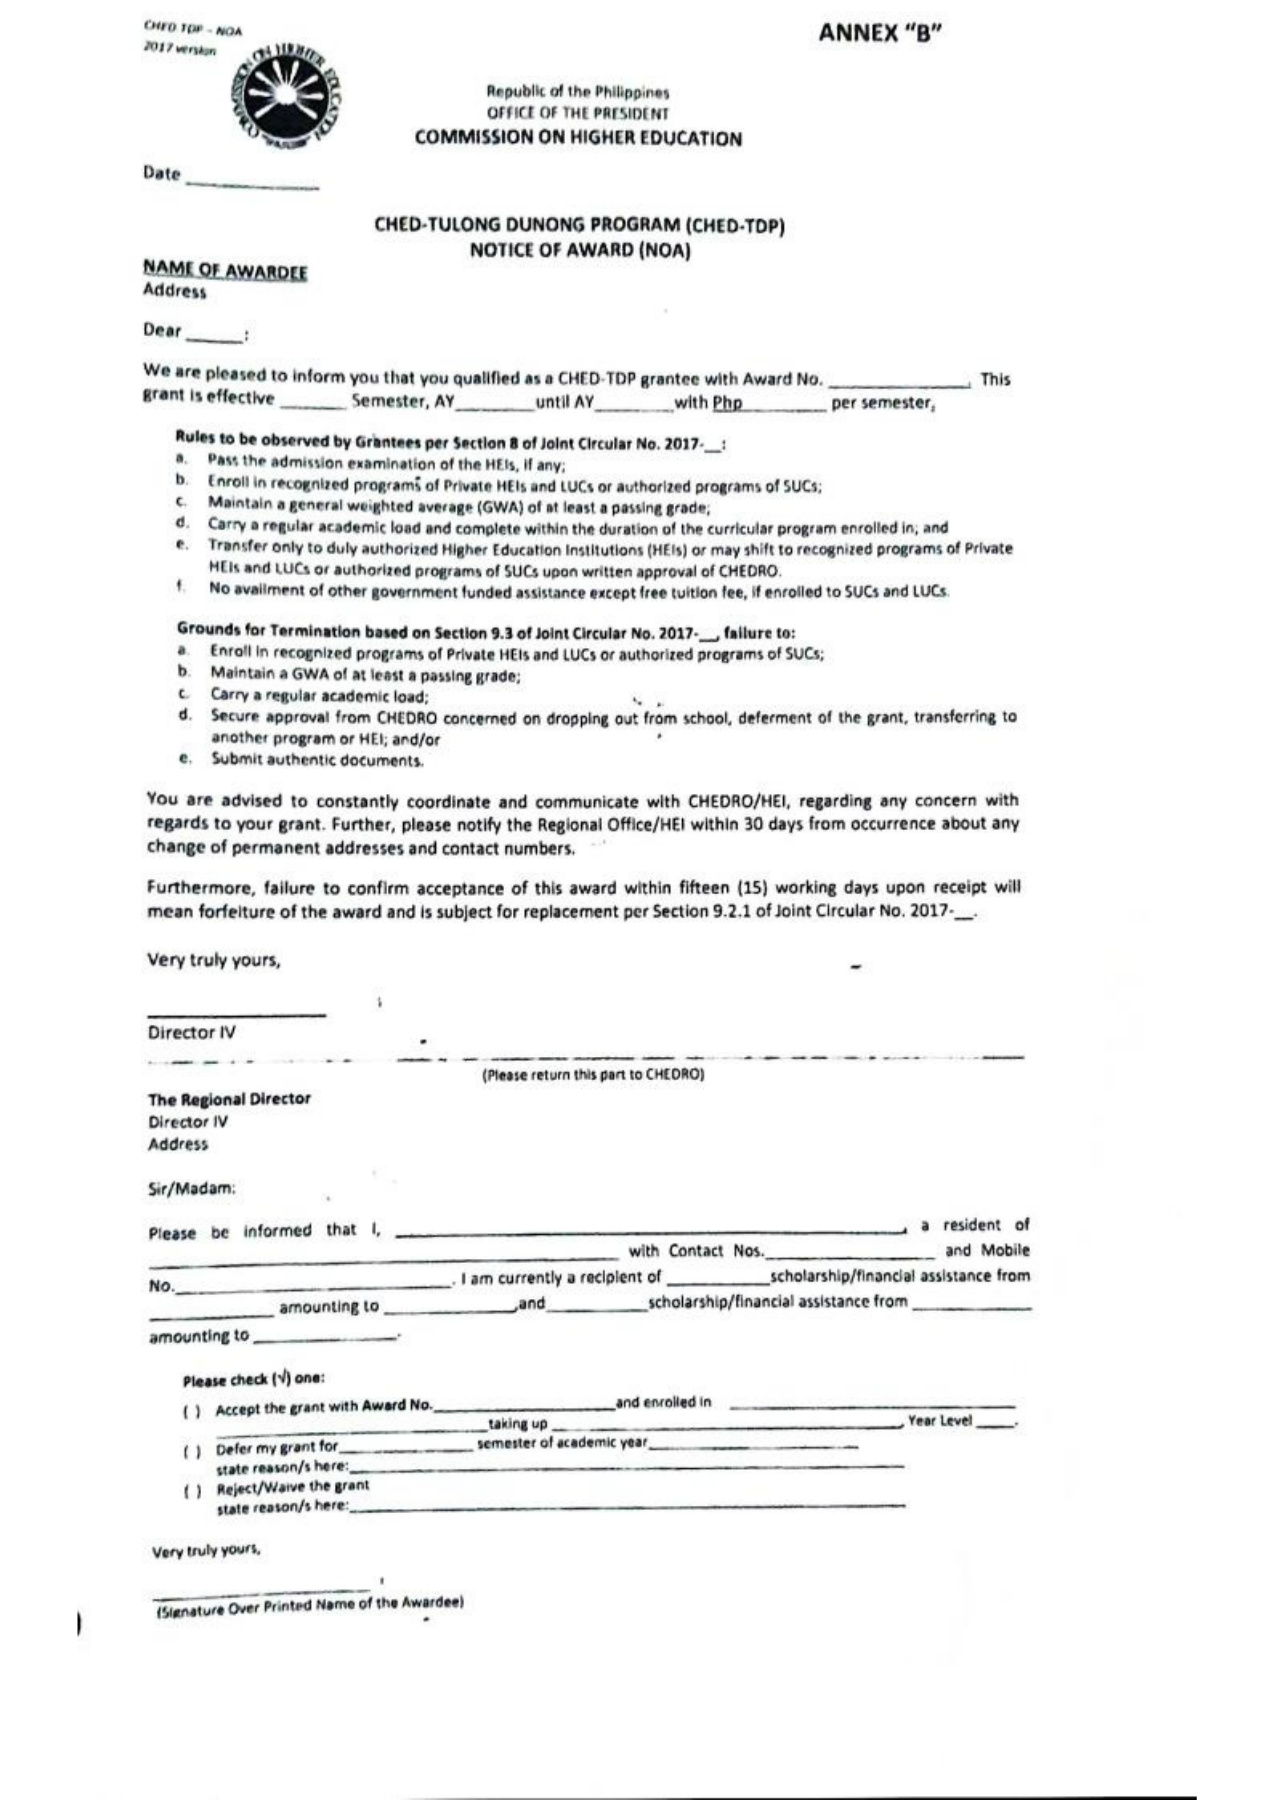 CHED TDP - NOA
2017 version
ANNEX "B"
COMMISSION ON HIGHER EDUCATION
Republic of the Philippines
OFFICE OF THE PRESIDENT
COMMISSION ON HIGHER EDUCATION
Date ____________
CHED-TULONG DUNONG PROGRAM (CHED-TDP)
NOTICE OF AWARD (NOA)
NAME OF AWARDEE
Address
Dear ______:
We are pleased to inform you that you qualified as a CHED-TDP grantee with Award No. ______________. This
grant is effective _______ Semester, AY________until AY________with Php________ per semester,
Rules to be observed by Grantees per Section 8 of Joint Circular No. 2017-__:
a. Pass the admission examination of the HEIs, if any;
b. Enroll in recognized programs of Private HEIs and LUCs or authorized programs of SUCs;
c. Maintain a general weighted average (GWA) of at least a passing grade;
d. Carry a regular academic load and complete within the duration of the curricular program enrolled in; and
e. Transfer only to duly authorized Higher Education Institutions (HEIs) or may shift to recognized programs of Private
HEIs and LUCs or authorized programs of SUCs upon written approval of CHEDRO.
f. No availment of other government funded assistance except free tuition fee, if enrolled to SUCs and LUCs.
Grounds for Termination based on Section 9.3 of Joint Circular No. 2017-__, failure to:
a. Enroll in recognized programs of Private HEIs and LUCs or authorized programs of SUCs;
b. Maintain a GWA of at least a passing grade;
c. Carry a regular academic load;
d. Secure approval from CHEDRO concerned on dropping out from school, deferment of the grant, transferring to
another program or HEI; and/or
e. Submit authentic documents.
You are advised to constantly coordinate and communicate with CHEDRO/HEI, regarding any concern with
regards to your grant. Further, please notify the Regional Office/HEI within 30 days from occurrence about any
change of permanent addresses and contact numbers.
Furthermore, failure to confirm acceptance of this award within fifteen (15) working days upon receipt will
mean forfeiture of the award and is subject for replacement per Section 9.2.1 of Joint Circular No. 2017-__.
Very truly yours,
Director IV
(Please return this part to CHEDRO)
The Regional Director
Director IV
Address
Sir/Madam:
Please be informed that I, ____________________, a resident of
____________________ with Contact Nos.______________ and Mobile
No.____________________. I am currently a recipient of __________scholarship/financial assistance from
____________ amounting to ____________,and__________scholarship/financial assistance from ____________
amounting to ______________.
Please check (√) one:
( ) Accept the grant with Award No.__________________and enrolled in ____________________
____________________taking up ____________________, Year Level ____.
( ) Defer my grant for____________ semester of academic year____________________
state reason/s here:____________________
( ) Reject/Waive the grant
state reason/s here:____________________
Very truly yours,
(Signature Over Printed Name of the Awardee)